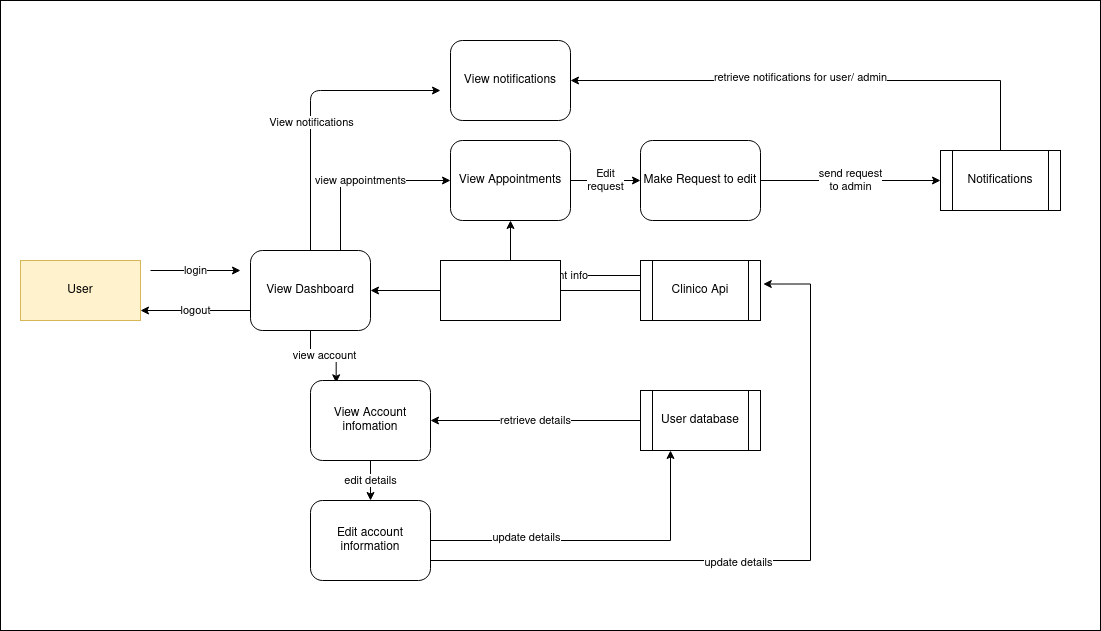 View notifications
retrieve notifications for user/ admin
View notifications
view appointments
View Appointments
Edit
request
Make Request to edit
send request
to admin
Notifications
User
login
logout
View Dashboard
info
Clinico Api
view account
View Account
infomation
retrieve details
User database
edit details
Edit account
information
update details
update details